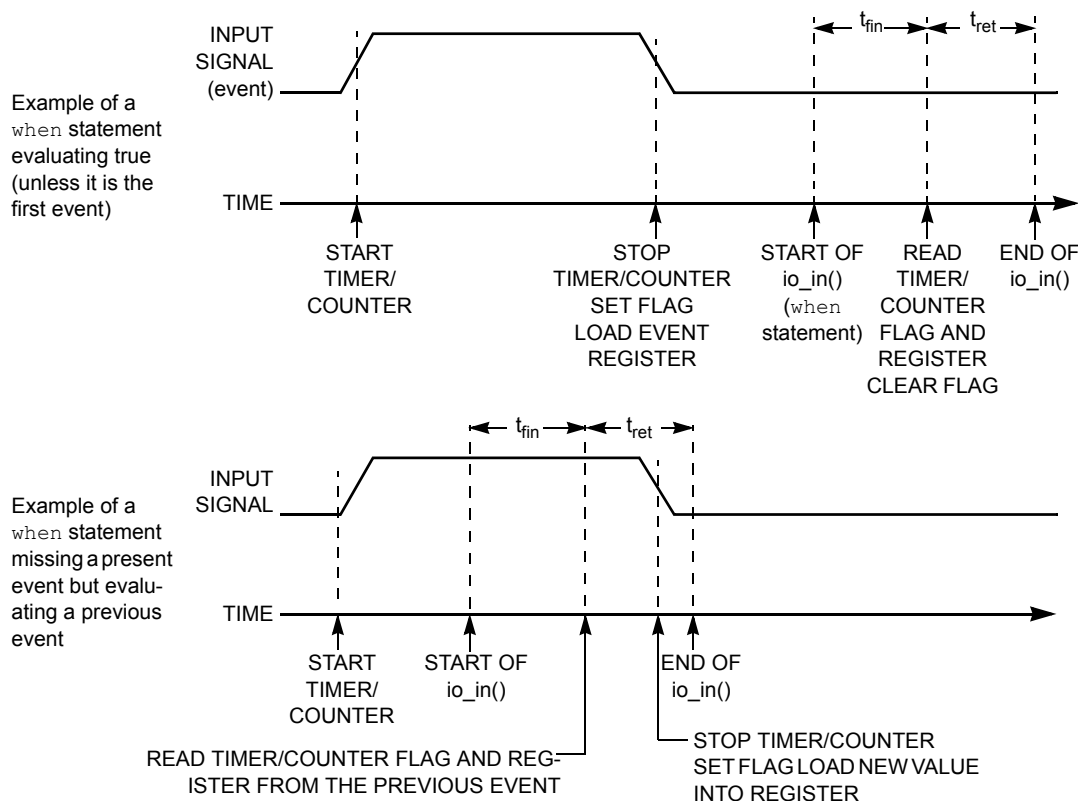 t_fin
t_ret
INPUT
SIGNAL
(event)
Example of a
when statement
evaluating true
(unless it is the
first event)
TIME
START
TIMER/
COUNTER
STOP
TIMER/COUNTER
SET FLAG
LOAD EVENT
REGISTER
START OF
io_in()
(when
statement)
READ
TIMER/
COUNTER
FLAG AND
REGISTER
CLEAR FLAG
END OF
io_in()
t_fin
t_ret
INPUT
SIGNAL
Example of a
when statement
missing a present
event but evalu-
ating a previous
event
TIME
START
TIMER/
COUNTER
START OF
io_in()
END OF
io_in()
READ TIMER/COUNTER FLAG AND REG-
ISTER FROM THE PREVIOUS EVENT
STOP TIMER/COUNTER
SET FLAG LOAD NEW VALUE
INTO REGISTER